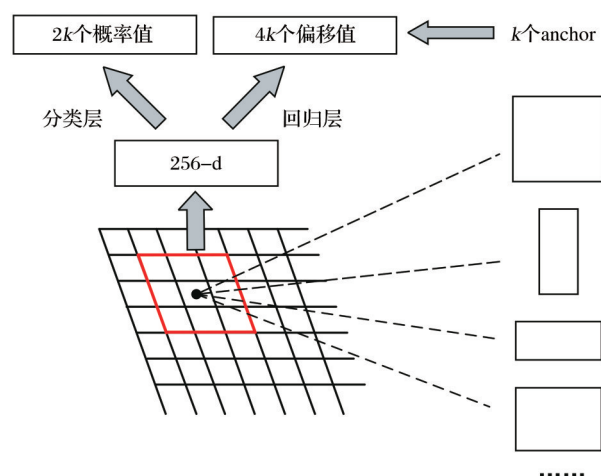 2k个概率值
4k个偏移值
k个anchor
分类层
回归层
256–d
……